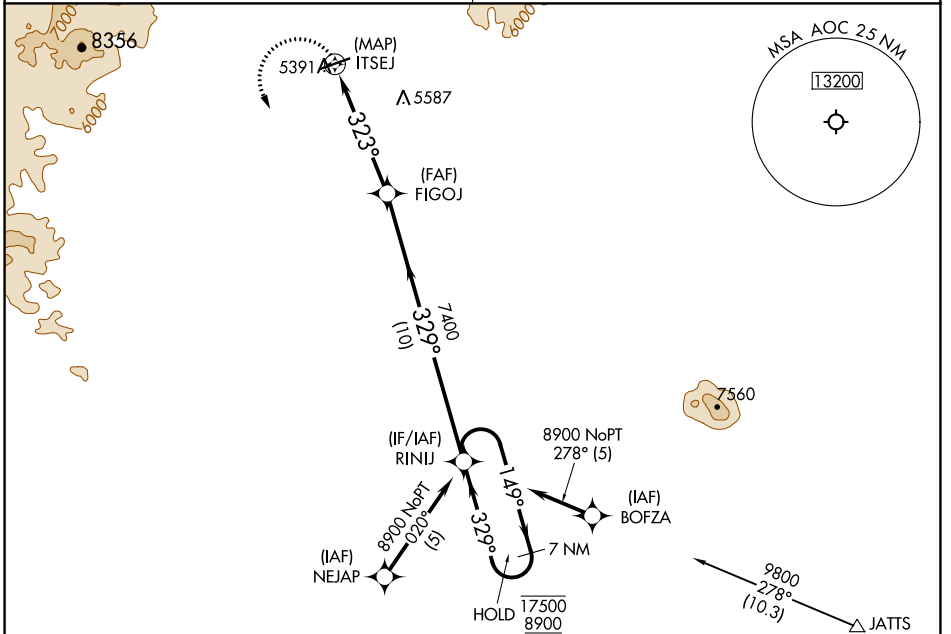 7000
8356
6000
6000
5391
(MAP)
ITSEJ
5587
MSA AOC 25 NM
13200
323°
(FAF)
FIGOJ
7400
329°
(10)
7560
(IF/IAF)
RINIJ
8900 NoPT
278° (5)
(IAF)
BOFZA
149°
329°
8900 NoPT
020°
(5)
(IAF)
NEJAP
7 NM
HOLD
17500
8900
9800
278°
(10.3)
JATTS